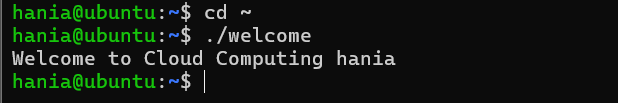 hania@ubuntu:~$ cd ~
hania@ubuntu:~$ ./welcome
Welcome to Cloud Computing hania
hania@ubuntu:~$